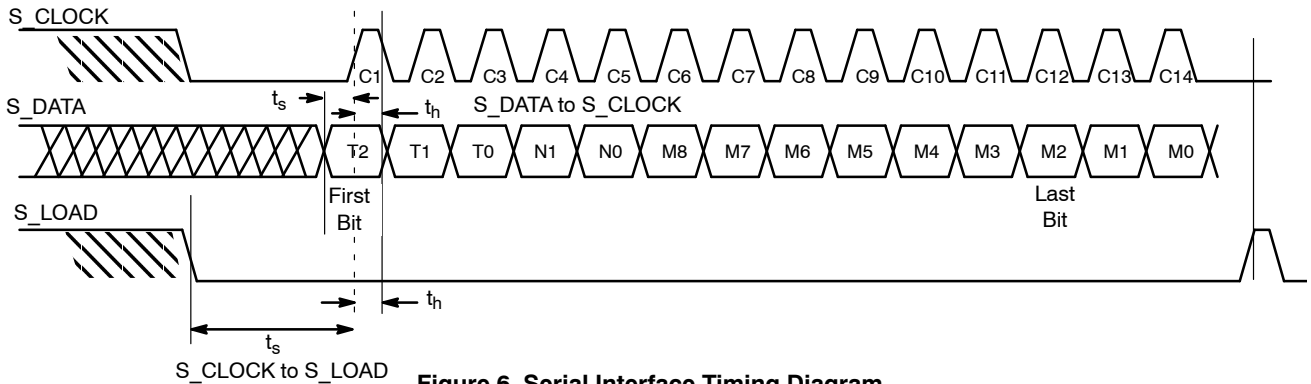 S_CLOCK
C1 C2 C3 C4 C5 C6 C7 C8 C9 C10 C11 C12 C13 C14
ts
S_DATA
th
S_DATA to S_CLOCK
T2 T1 T0 N1 N0 M8 M7 M6 M5 M4 M3 M2 M1 M0
First
Bit
Last
Bit
S_LOAD
th
ts
S_CLOCK to S_LOAD
Figure 6. Serial Interface Timing Diagram